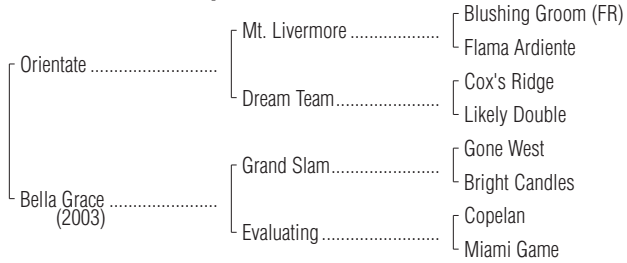 Blushing Groom (FR)
Mt. Livermore ....................
Flama Ardiente
Orientate ........................
Cox's Ridge
Dream Team....................
Likely Double
Gone West
Grand Slam.....................
Bright Candles
Bella Grace .....................
(2003)
Copelan
Evaluating .......................
Miami Game